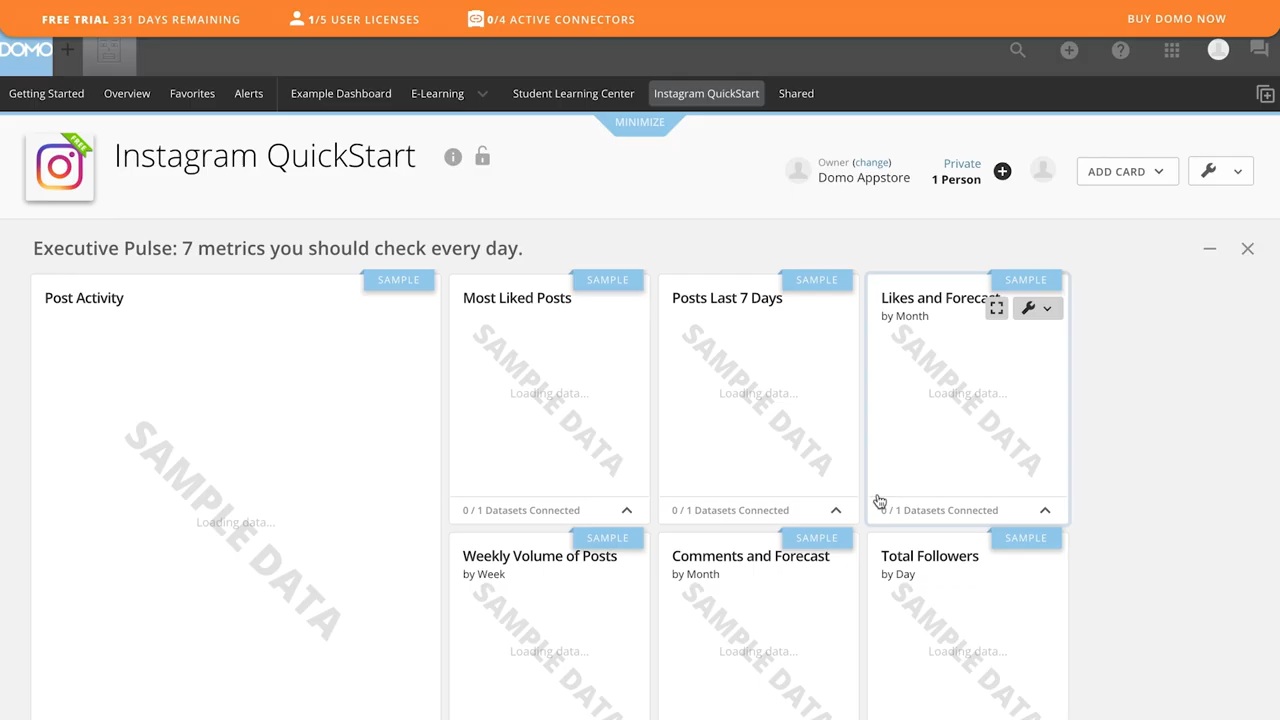 FREE TRIAL 331 DAYS REMAINING
1/5 USER LICENSES
0/4 ACTIVE CONNECTORS
BUY DOMO NOW
DOMO
Getting Started
Overview
Favorites
Alerts
Example Dashboard
E-Learning
Student Learning Center
Instagram QuickStart
Shared
MINIMIZE
FREE
Instagram QuickStart
Owner (change)
Domo Appstore
Private
1 Person
ADD CARD
Executive Pulse: 7 metrics you should check every day.
SAMPLE
Post Activity
SAMPLE DATA
Loading data...
SAMPLE
Most Liked Posts
SAMPLE DATA
Loading data...
0 / 1 Datasets Connected
SAMPLE
Posts Last 7 Days
SAMPLE DATA
Loading data...
0 / 1 Datasets Connected
SAMPLE
Likes and Forecast
by Month
SAMPLE DATA
Loading data...
0 / 1 Datasets Connected
SAMPLE
Weekly Volume of Posts
by Week
SAMPLE DATA
Loading data...
SAMPLE
Comments and Forecast
by Month
SAMPLE DATA
Loading data...
SAMPLE
Total Followers
by Day
SAMPLE DATA
Loading data...